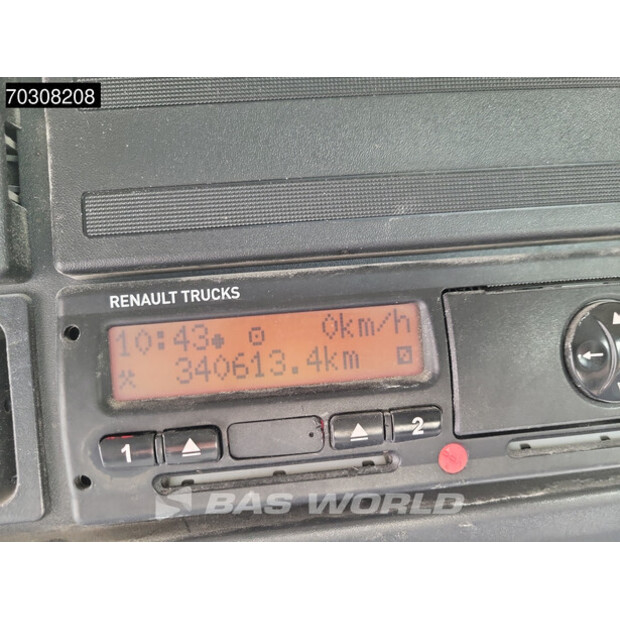 70308208
RENAULT TRUCKS
10:43 0km/h
340613.4km
1 2
BAS WORLD